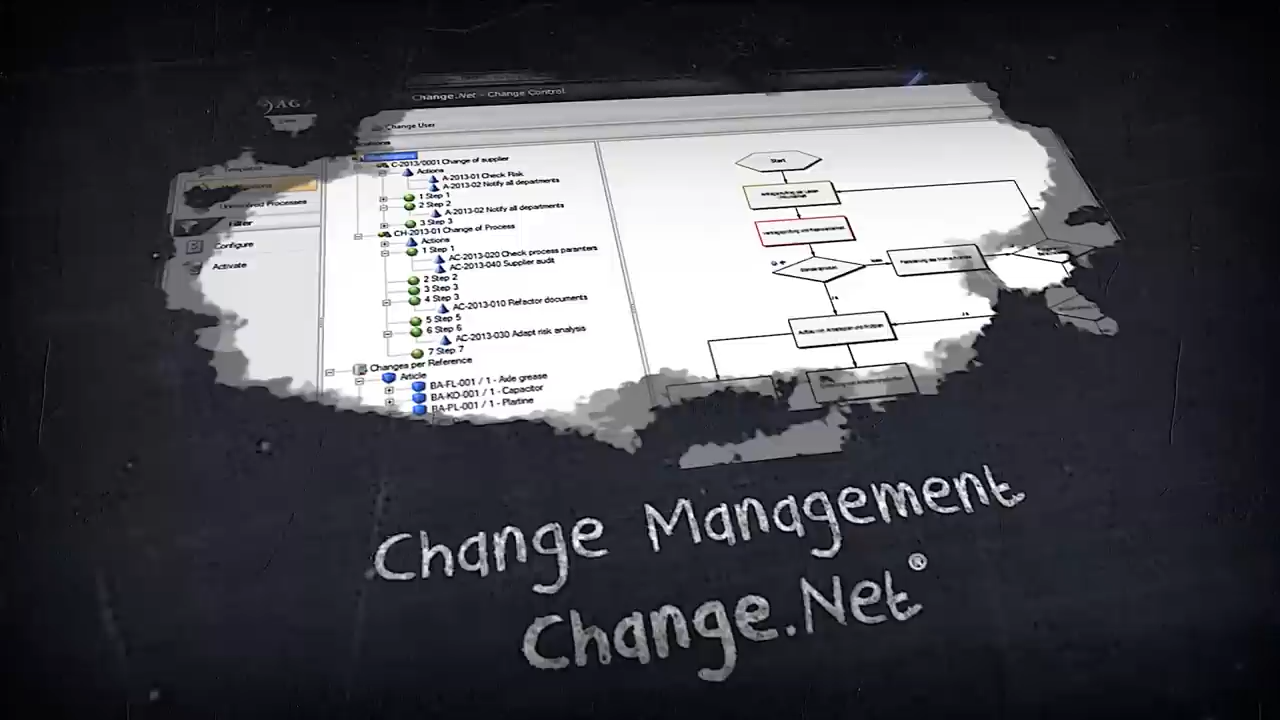 AG
Change.Net - Change Control
Change User
C-2013/0001 Change of supplier
Actions
A-2013-01 Check Risk
A-2013-02 Notify all departments
1 Step 1
2 Step 2
A-2013-02 Notify all departments
3 Step 3
CH-2013-01 Change of Process
Actions
1 Step 1
AC-2013-020 Check process paramters
AC-2013-040 Supplier audit
2 Step 2
3 Step 3
4 Step 3
AC-2013-010 Refactor documents
5 Step 5
6 Step 6
AC-2013-030 Adapt risk analysis
7 Step 7
Changes per Reference
Article
BA-FL-001 / 1 - Axle grease
BA-KO-001 / 1 - Capacitor
BA-PL-001 / 1 - Plartine
Templates
Processes
Filter
Configure
Activate
Start
Change Management
Change.Net®